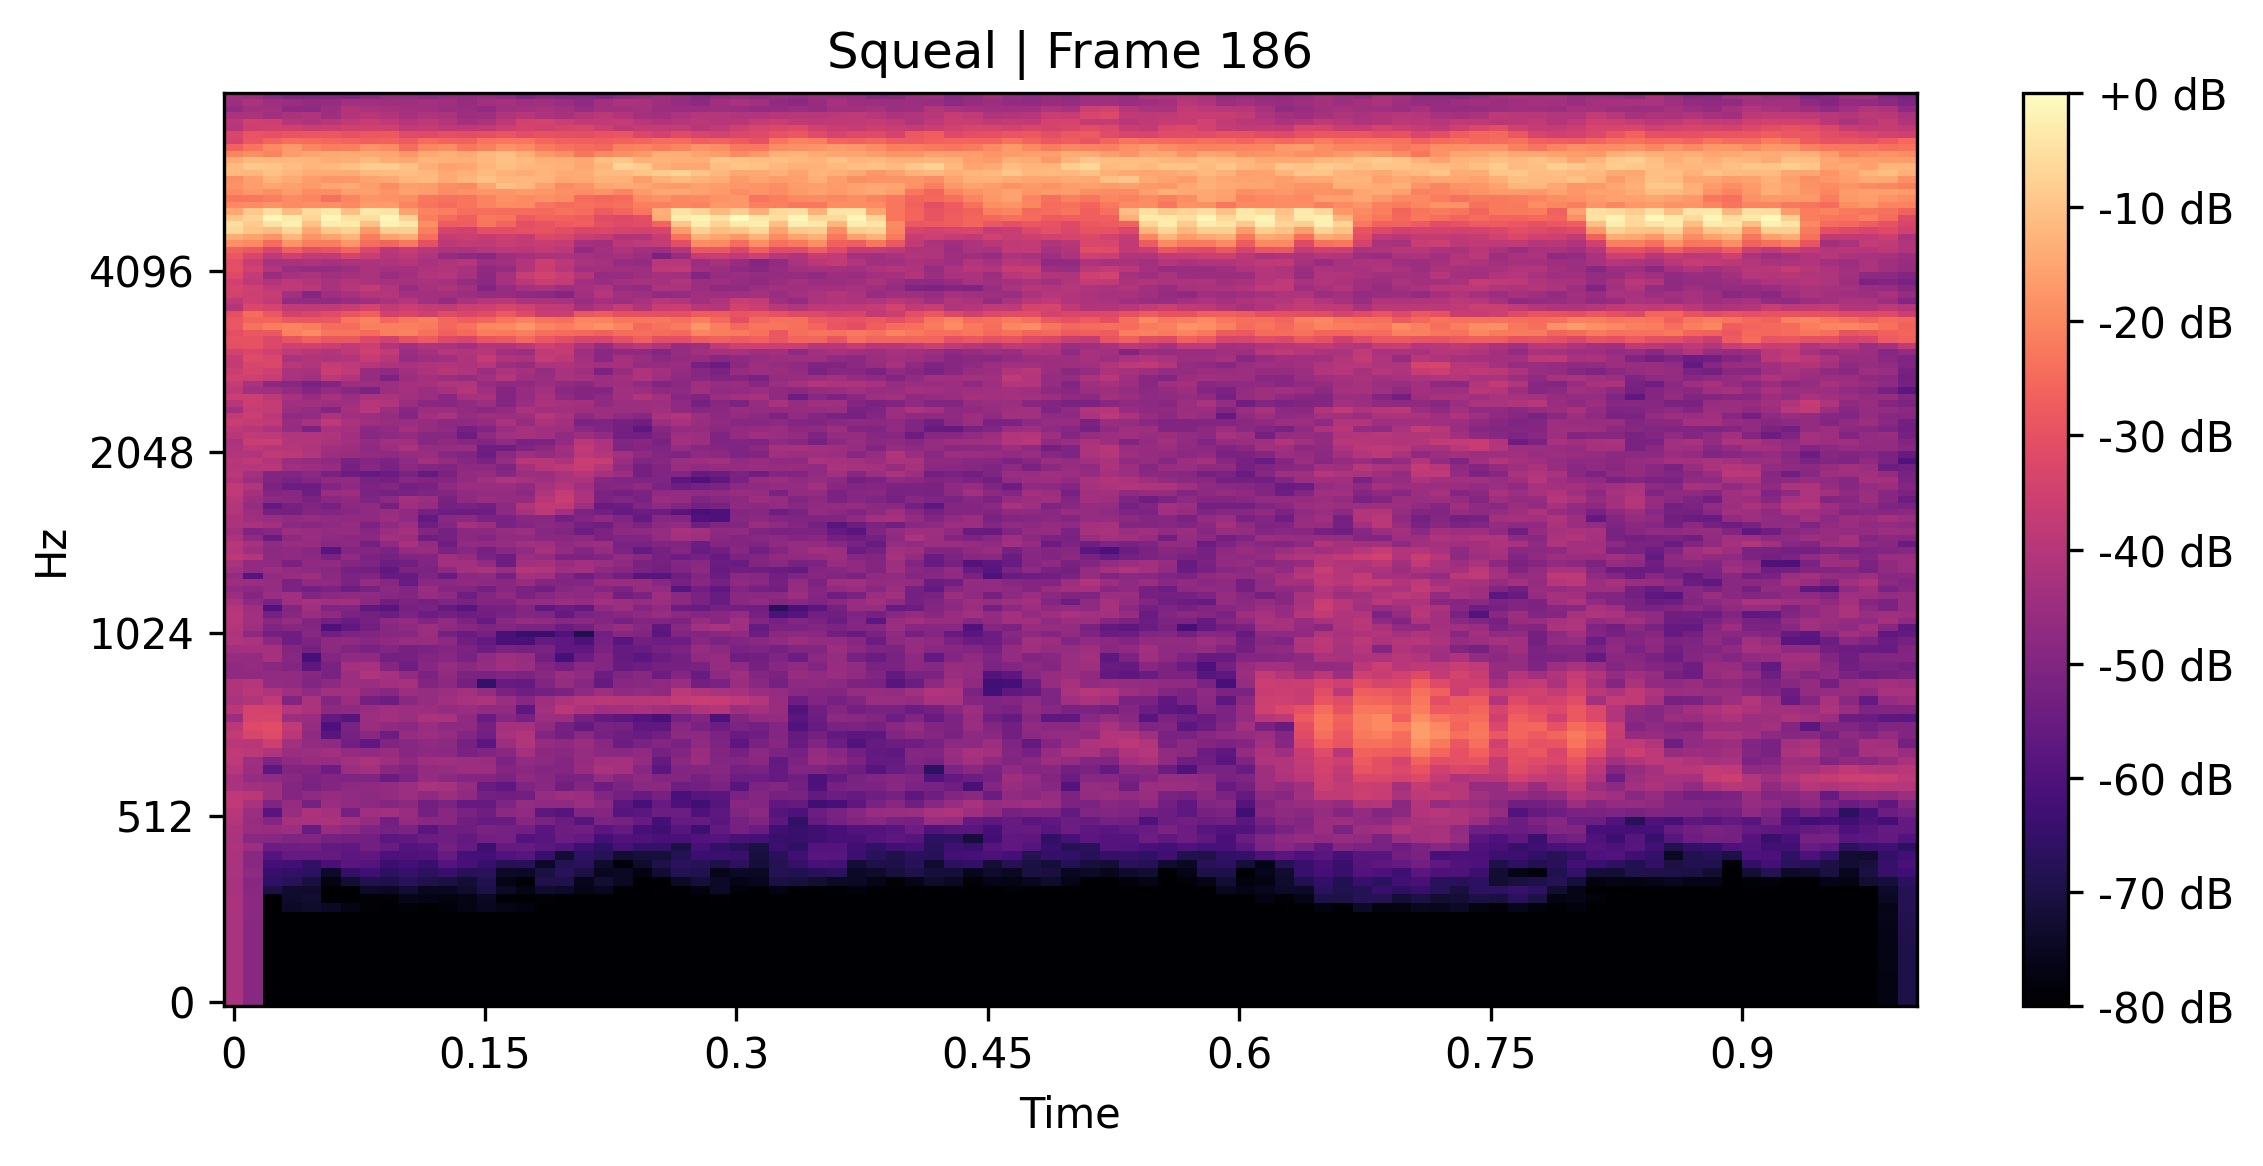 Squeal | Frame 186
Hz
4096
2048
1024
512
0
0 0.15 0.3 0.45 0.6 0.75 0.9
Time
+0 dB
-10 dB
-20 dB
-30 dB
-40 dB
-50 dB
-60 dB
-70 dB
-80 dB